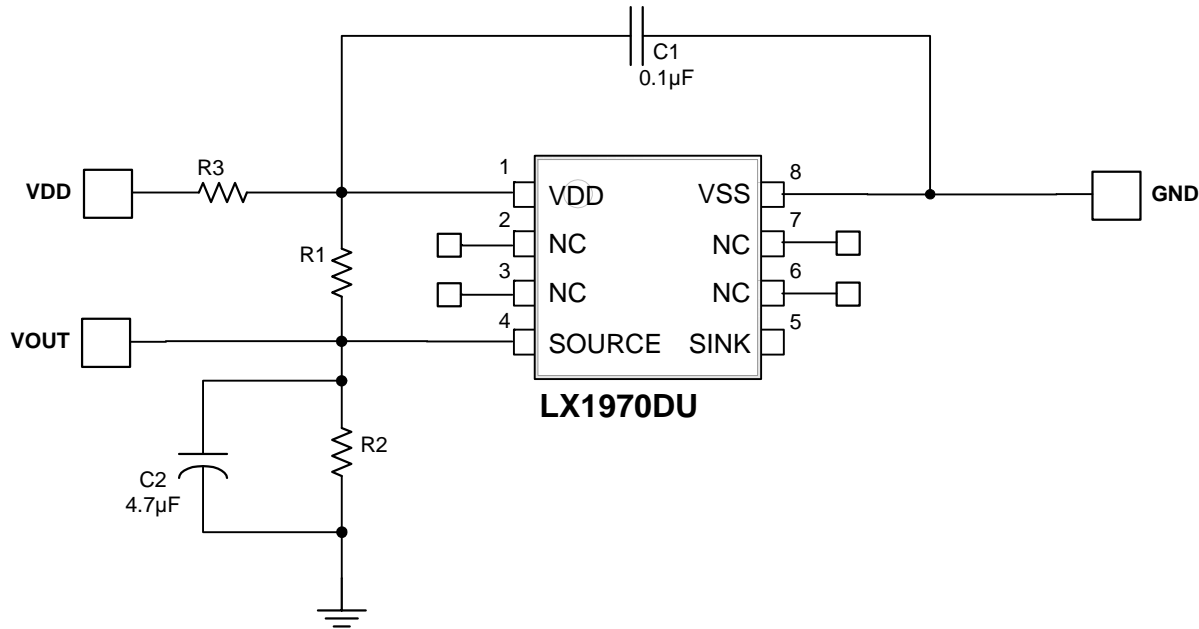 C1
0.1µF
R3
1
8
VDD
VDD
VSS
GND
2
7
NC
NC
R1
3
6
NC
NC
4
5
VOUT
SOURCE
SINK
LX1970DU
R2
C2
4.7µF